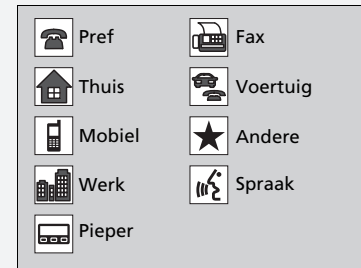 Pref
Fax
Thuis
Voertuig
Mobiel
Andere
Werk
Spraak
Pieper